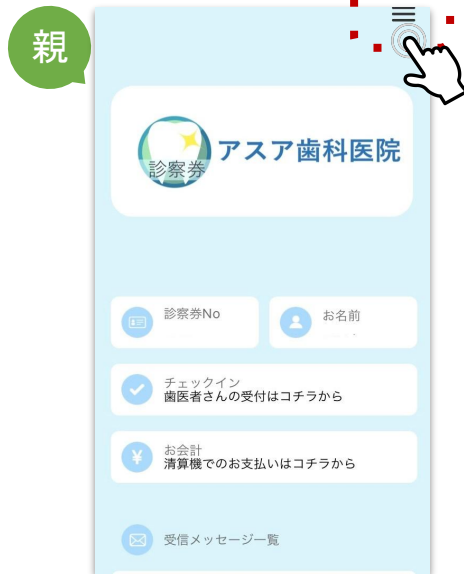 親
診察券
アスア歯科医院
診察券No
お名前
チェックイン
歯医者さんの受付はコチラから
お会計
清算機でのお支払いはコチラから
受信メッセージ一覧